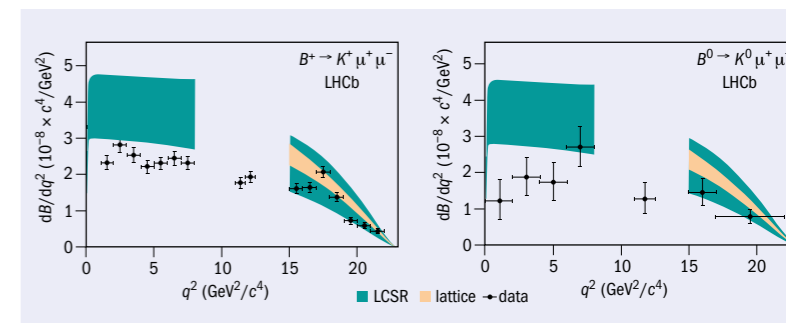 B⁺ → K⁺ μ⁺ μ⁻
LHCb
dB/dq² (10⁻⁸ × c⁴/GeV²)
5
4
3
2
1
0
0 5 10 15 20
q² (GeV²/c⁴)
B⁰ → K⁰ μ⁺ μ
LHCb
dB/dq² (10⁻⁸ × c⁴/GeV²)
5
4
3
2
1
0
0 5 10 15 20
q² (GeV²/c⁴)
LCSR lattice data